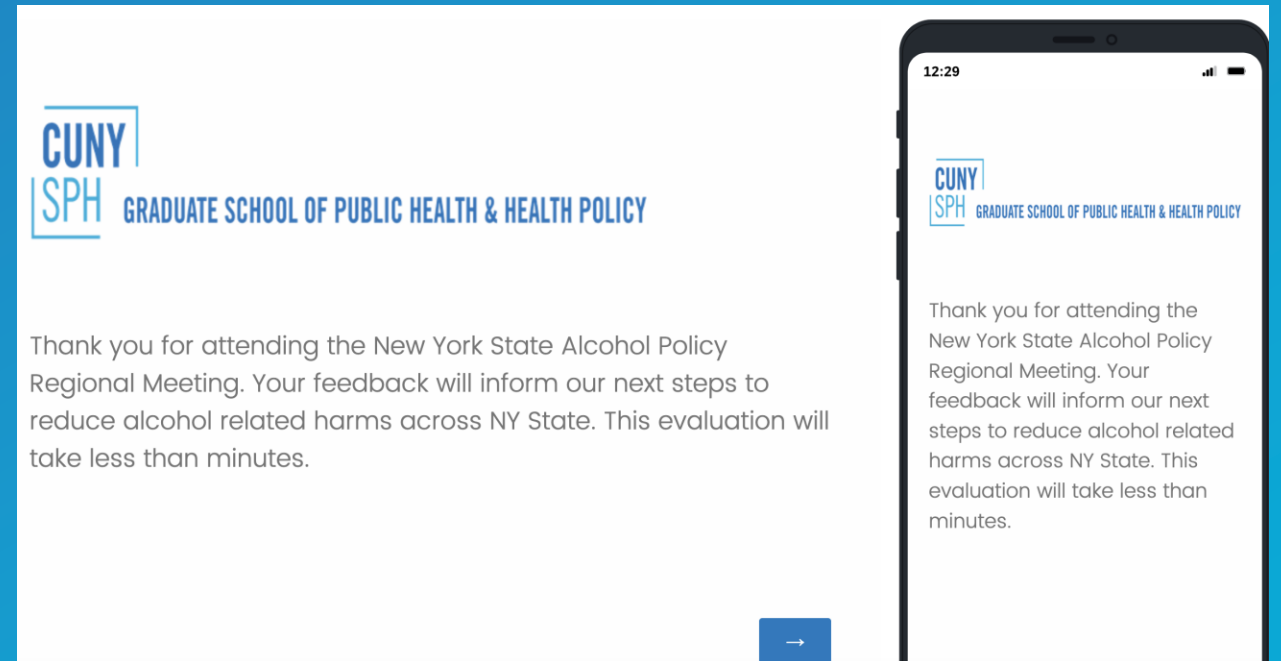 CUNY
SPH GRADUATE SCHOOL OF PUBLIC HEALTH & HEALTH POLICY
Thank you for attending the New York State Alcohol Policy
Regional Meeting. Your feedback will inform our next steps to
reduce alcohol related harms across NY State. This evaluation will
take less than minutes.
→
12:29
CUNY
SPH GRADUATE SCHOOL OF PUBLIC HEALTH & HEALTH POLICY
Thank you for attending the
New York State Alcohol Policy
Regional Meeting. Your
feedback will inform our next
steps to reduce alcohol related
harms across NY State. This
evaluation will take less than
minutes.